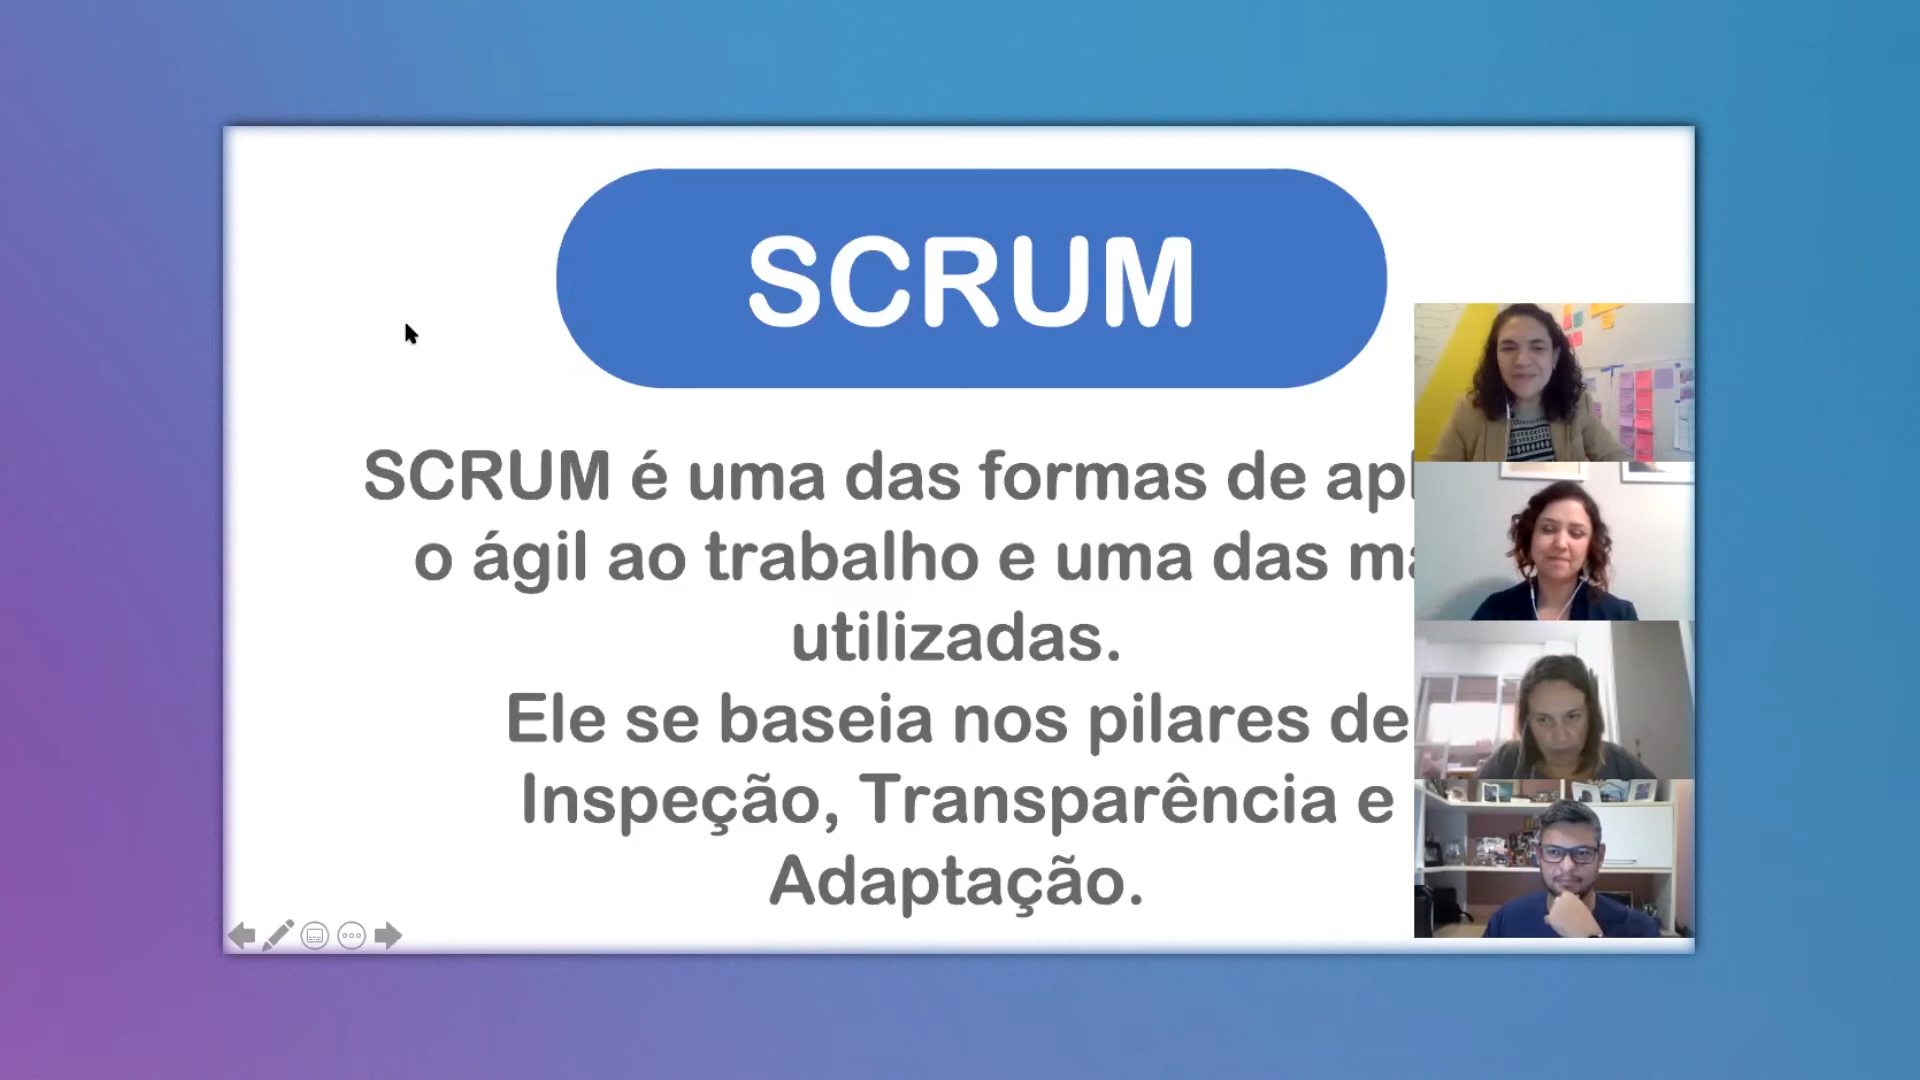 SCRUM
SCRUM é uma das formas de
o ágil ao trabalho e uma das
utilizadas.
Ele se baseia nos pilares de
Inspeção, Transparência e
Adaptação.